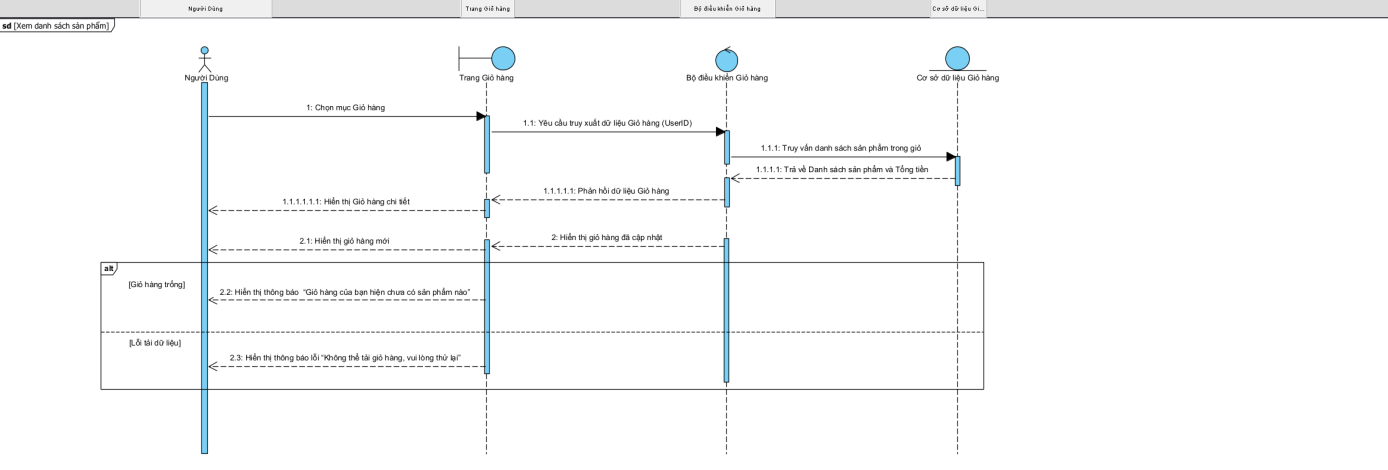 Người Dùng
Trang Giỏ hàng
Bộ điều khiển Giỏ hàng
Cơ sở dữ liệu Gi...
sd [Xem danh sách sản phẩm]
Người Dùng
Trang Giỏ hàng
Bộ điều khiển Giỏ hàng
Cơ sở dữ liệu Giỏ hàng
1: Chọn mục Giỏ hàng
1.1: Yêu cầu truy xuất dữ liệu Giỏ hàng (UserID)
1.1.1: Truy vấn danh sách sản phẩm trong giỏ
1.1.1.1: Trả về Danh sách sản phẩm và Tổng tiền
1.1.1.1.1: Phản hồi dữ liệu Giỏ hàng
1.1.1.1.1.1: Hiển thị Giỏ hàng chi tiết
2: Hiển thị giỏ hàng đã cập nhật
2.1: Hiển thị giỏ hàng mới
alt
[Giỏ hàng trống]
2.2: Hiển thị thông báo “Giỏ hàng của bạn hiện chưa có sản phẩm nào”
[Lỗi tải dữ liệu]
2.3: Hiển thị thông báo lỗi “Không thể tải giỏ hàng, vui lòng thử lại”